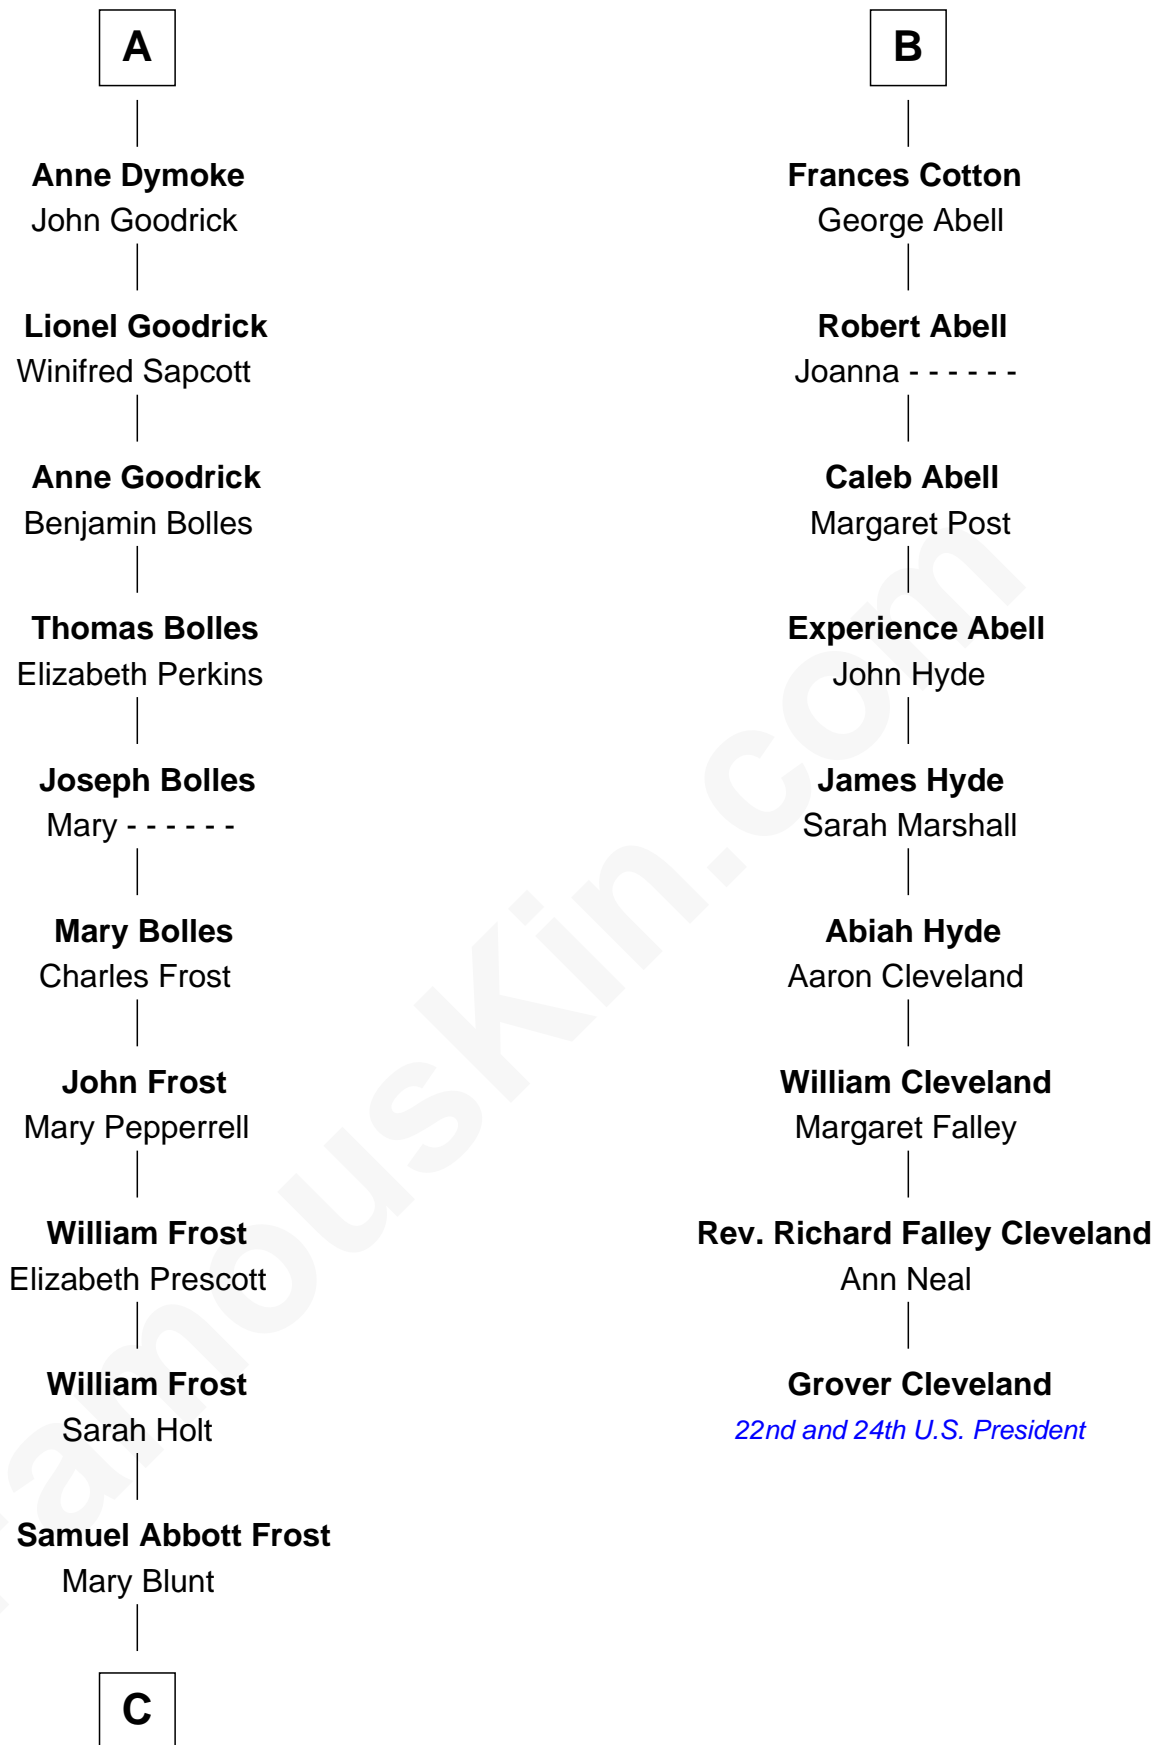 A
Anne Dymoke
John Goodrick
Lionel Goodrick
Winifred Sapcott
Anne Goodrick
Benjamin Bolles
Thomas Bolles
Elizabeth Perkins
Joseph Bolles
Mary - - - - - -
Mary Bolles
Charles Frost
John Frost
Mary Pepperrell
William Frost
Elizabeth Prescott
William Frost
Sarah Holt
Samuel Abbott Frost
Mary Blunt
C
B
Frances Cotton
George Abell
Robert Abell
Joanna - - - - - -
Caleb Abell
Margaret Post
Experience Abell
John Hyde
James Hyde
Sarah Marshall
Abiah Hyde
Aaron Cleveland
William Cleveland
Margaret Falley
Rev. Richard Falley Cleveland
Ann Neal
Grover Cleveland
22nd and 24th U.S. President
FamousKin.com